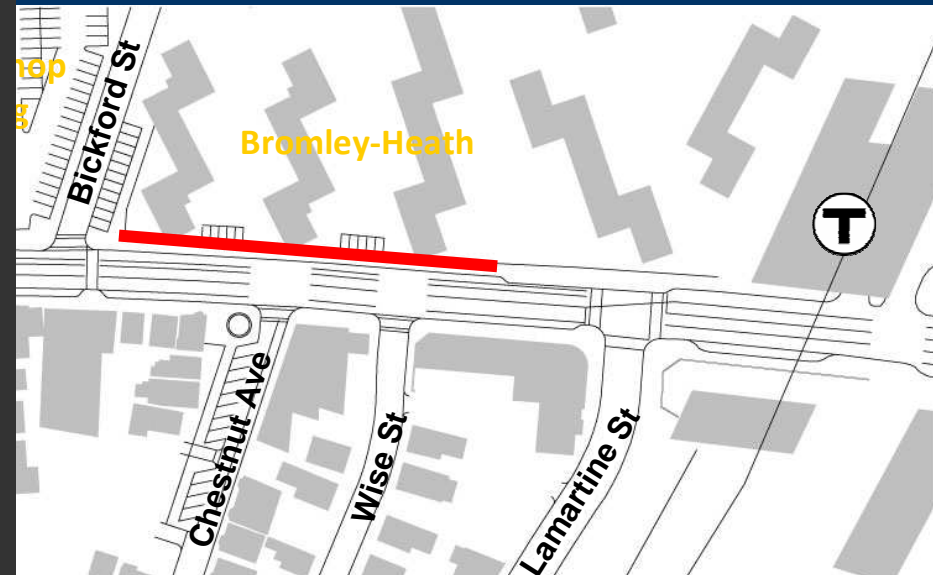 Bickford St
Bromley-Heath
T
Chestnut Ave
Wise St
Lamartine St